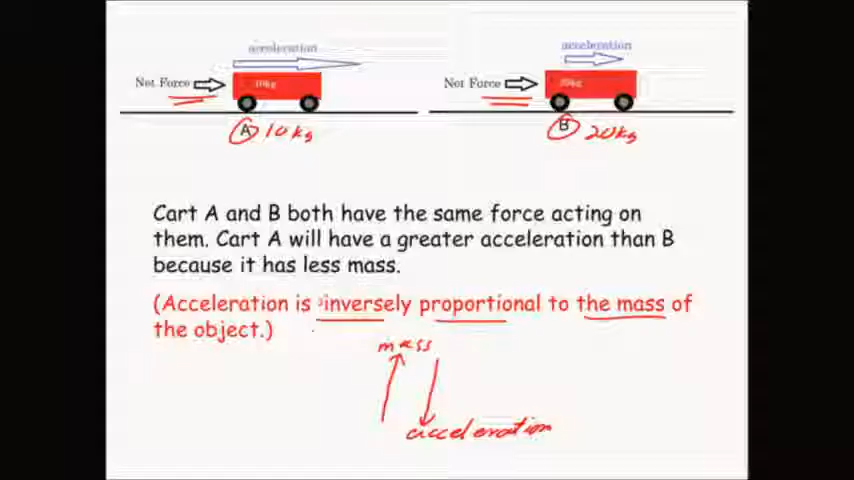 acceleration
acceleration
Net Force
10kg
Net Force
A 10kg
B 20kg
Cart A and B both have the same force acting on
them. Cart A will have a greater acceleration than B
because it has less mass.
(Acceleration is inversely proportional to the mass of
the object.)
mass
acceleration